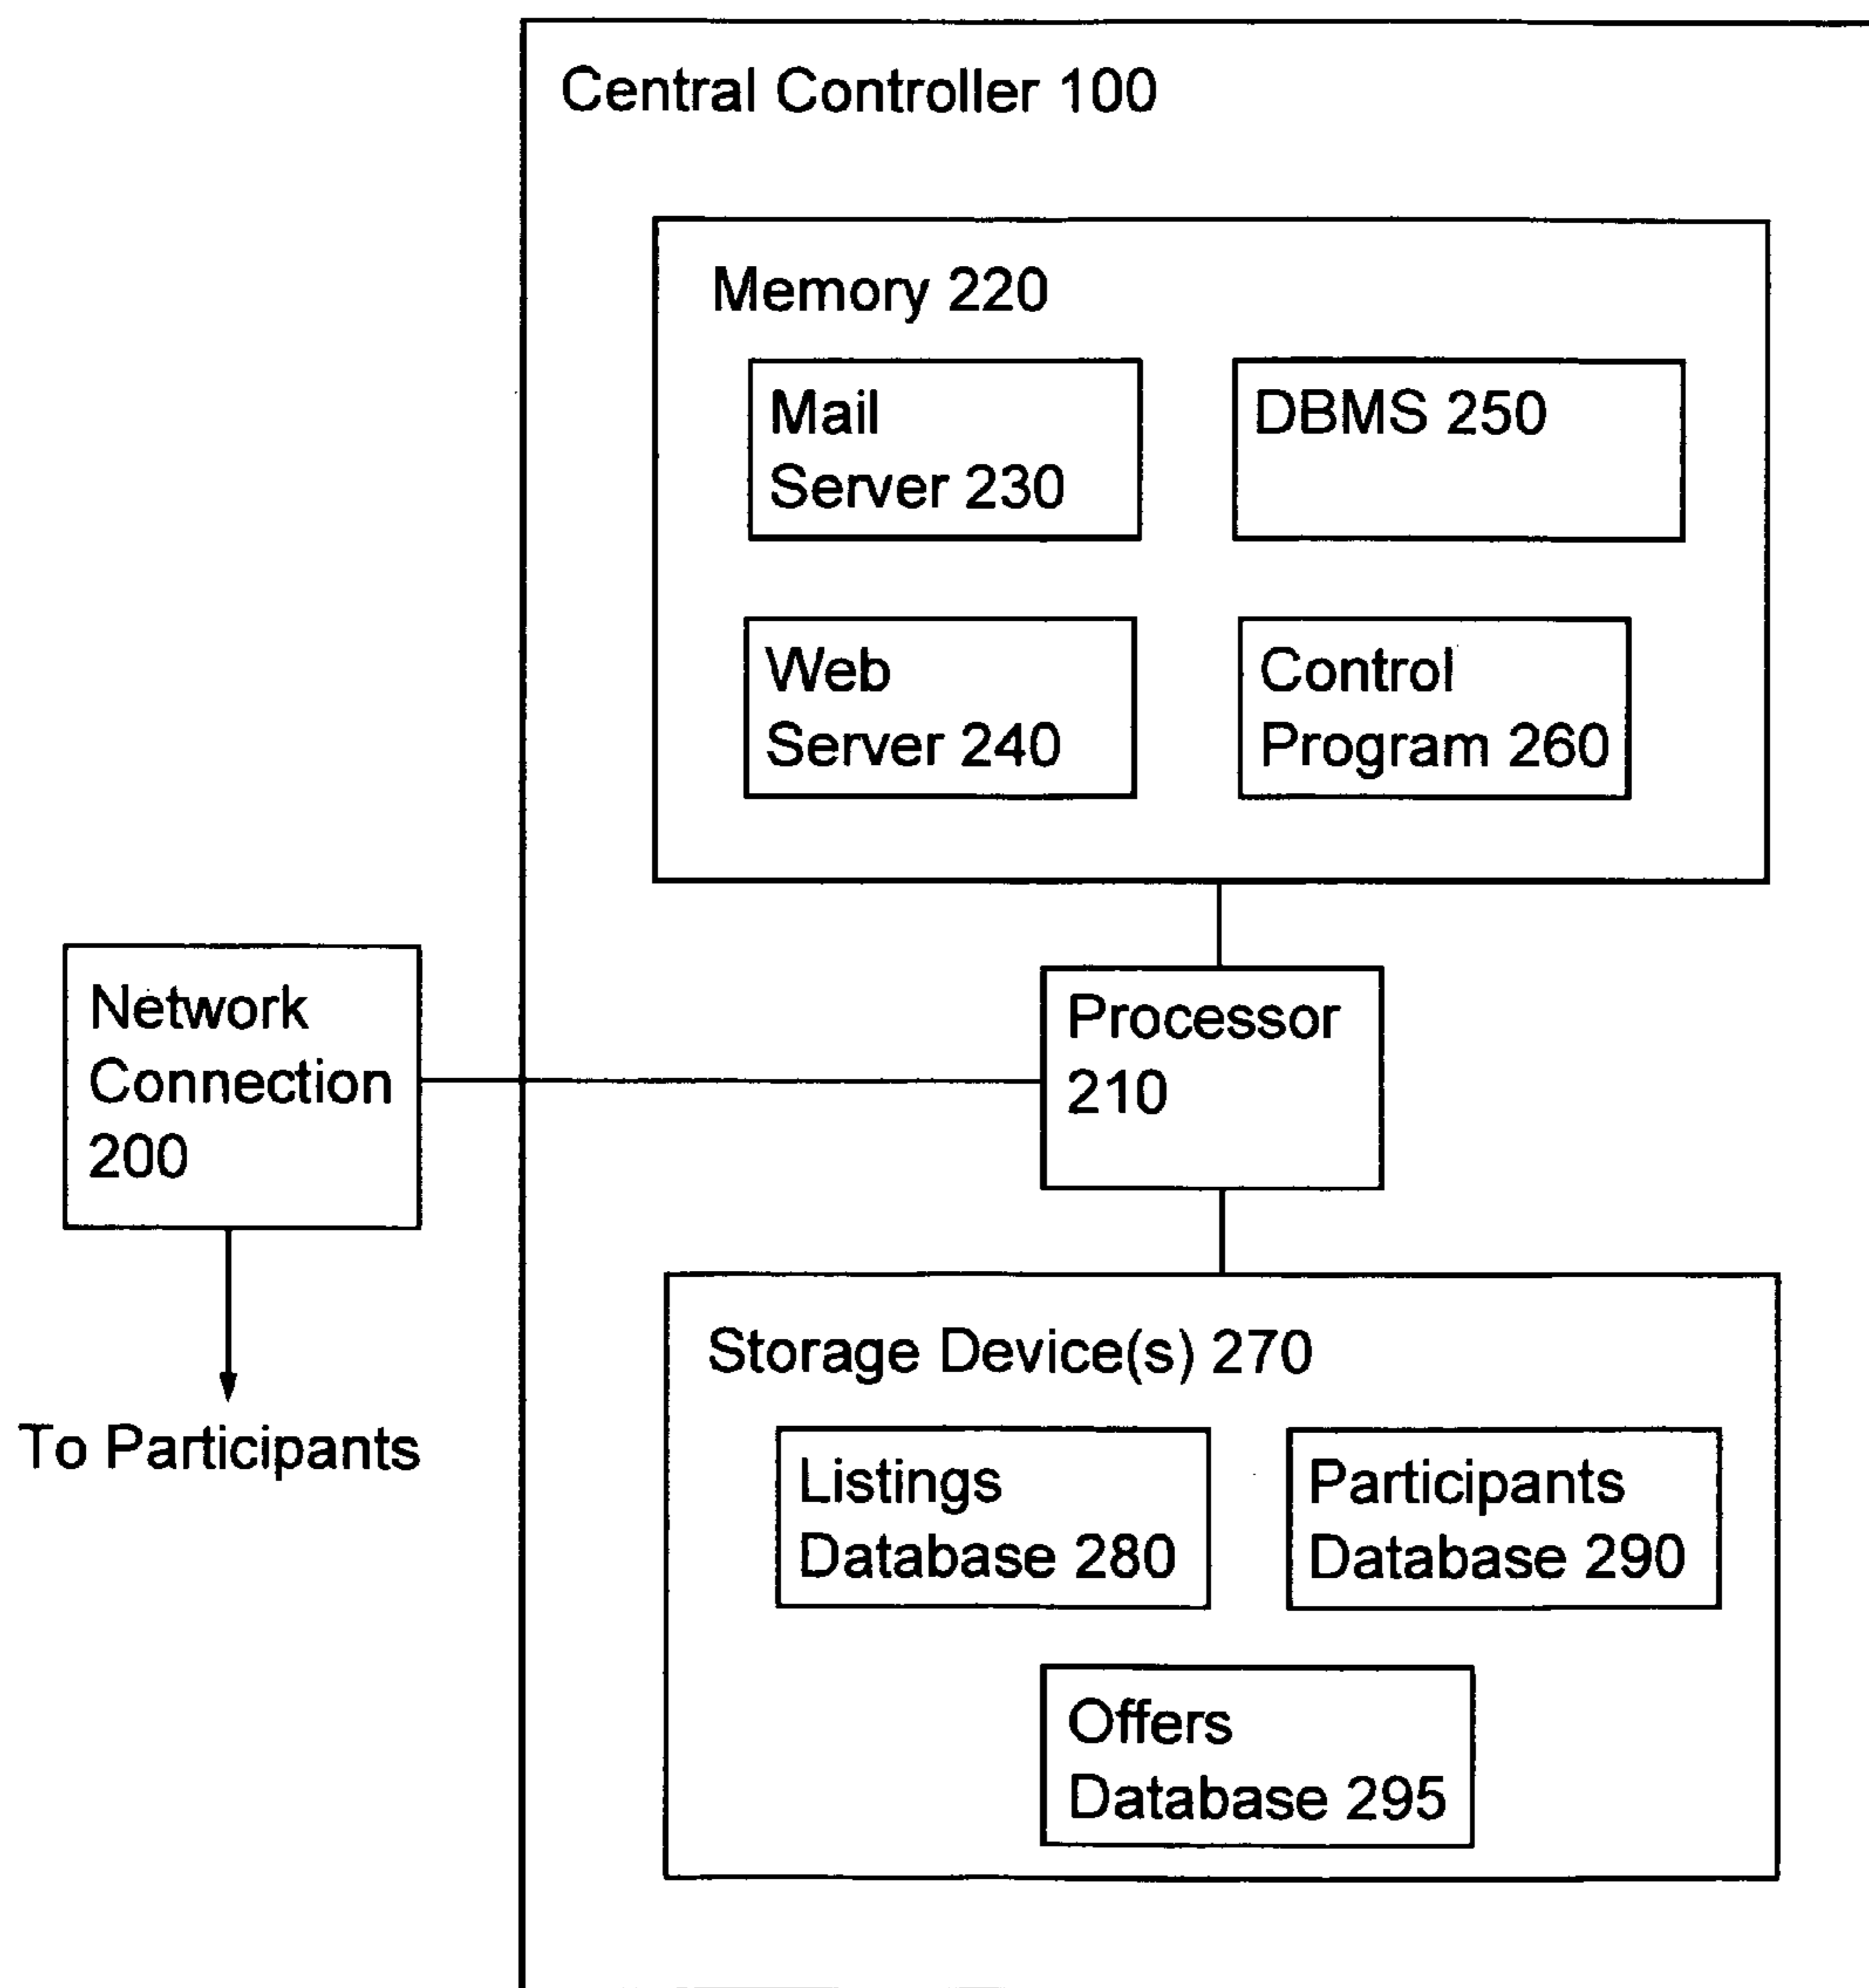 Central Controller 100
Memory 220
Mail
Server 230
DBMS 250
Web
Server 240
Control
Program 260
Network
Connection
200
Processor
210
To Participants
Storage Device(s) 270
Listings
Database 280
Participants
Database 290
Offers
Database 295